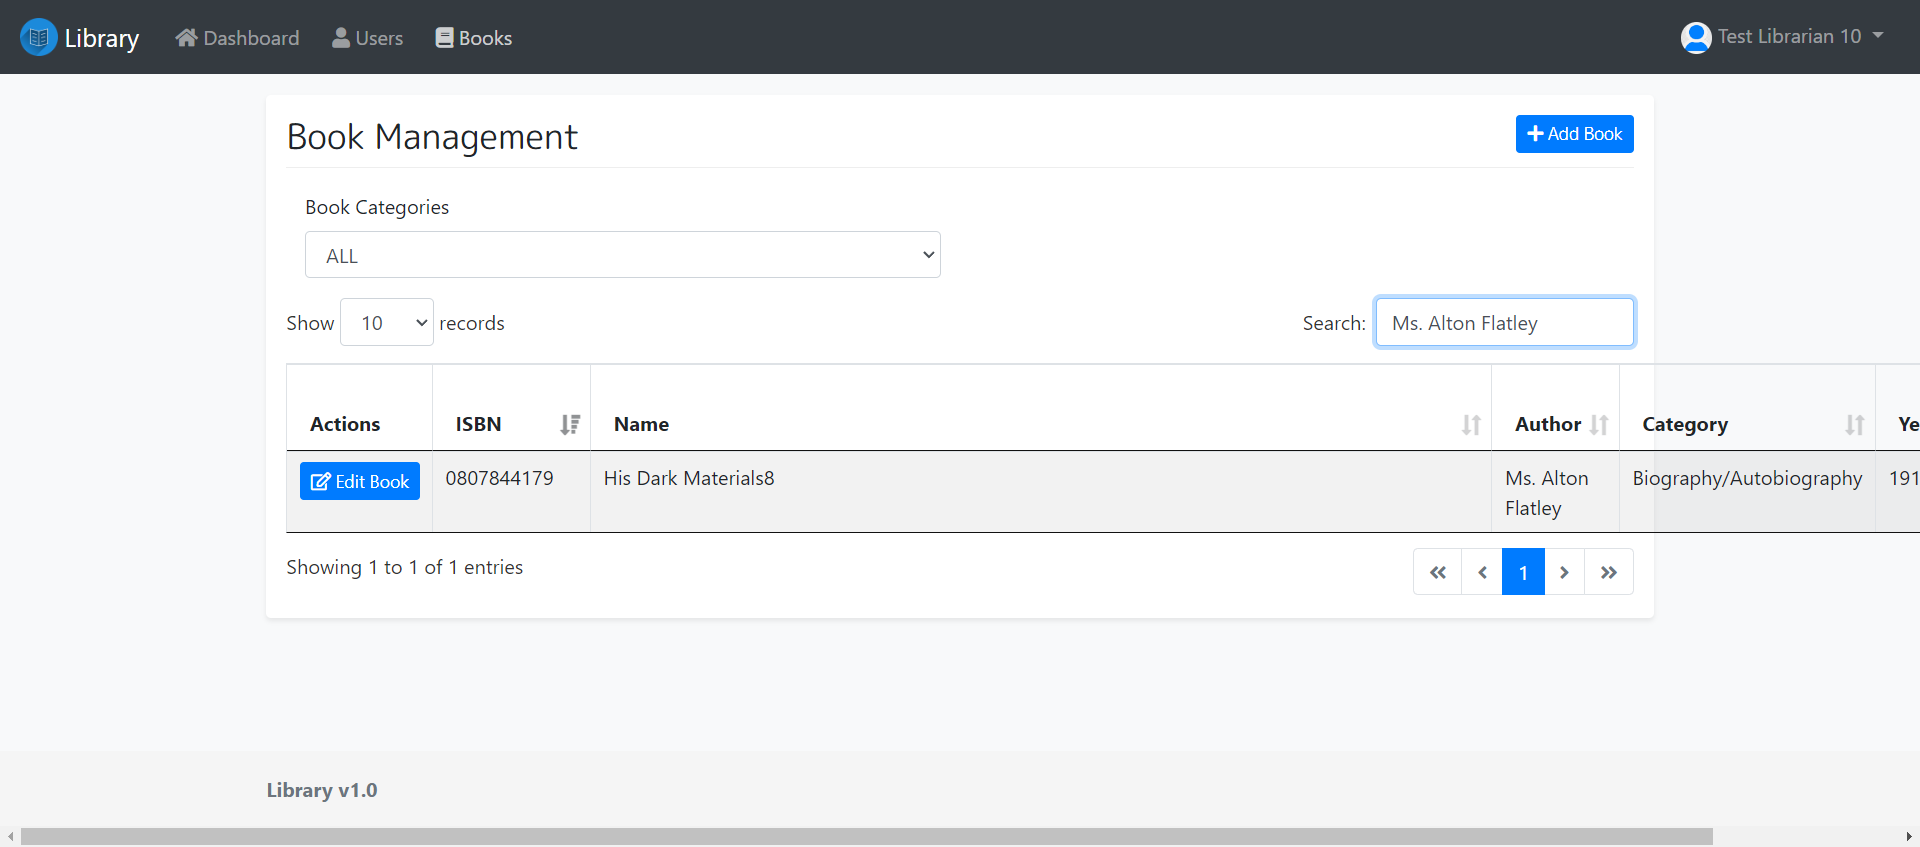 Library Dashboard Users Books Test Librarian 10
Book Management
Add Book
Book Categories
ALL
Show 10 records Search: Ms. Alton Flatley
Actions ISBN Name Author Category Ye
Edit Book 0807844179 His Dark Materials8 Ms. Alton Biography/Autobiography 191
Flatley
Showing 1 to 1 of 1 entries
« ‹ 1 › »
Library v1.0